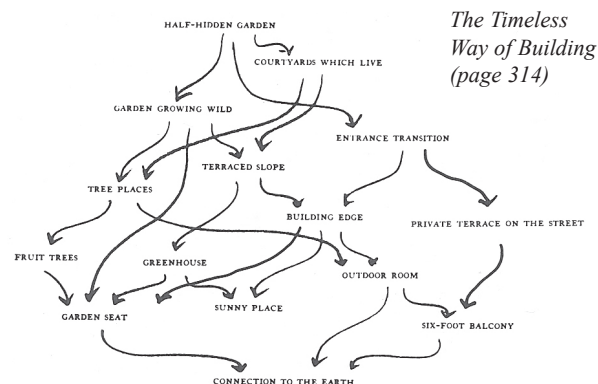 HALF-HIDDEN GARDEN
The Timeless
Way of Building
(page 314)
COURTYARDS WHICH LIVE
GARDEN GROWING WILD
ENTRANCE TRANSITION
TERRACED SLOPE
TREE PLACES
BUILDING EDGE
PRIVATE TERRACE ON THE STREET
FRUIT TREES
GREENHOUSE
OUTDOOR ROOM
SUNNY PLACE
GARDEN SEAT
SIX-FOOT BALCONY
CONNECTION TO THE EARTH